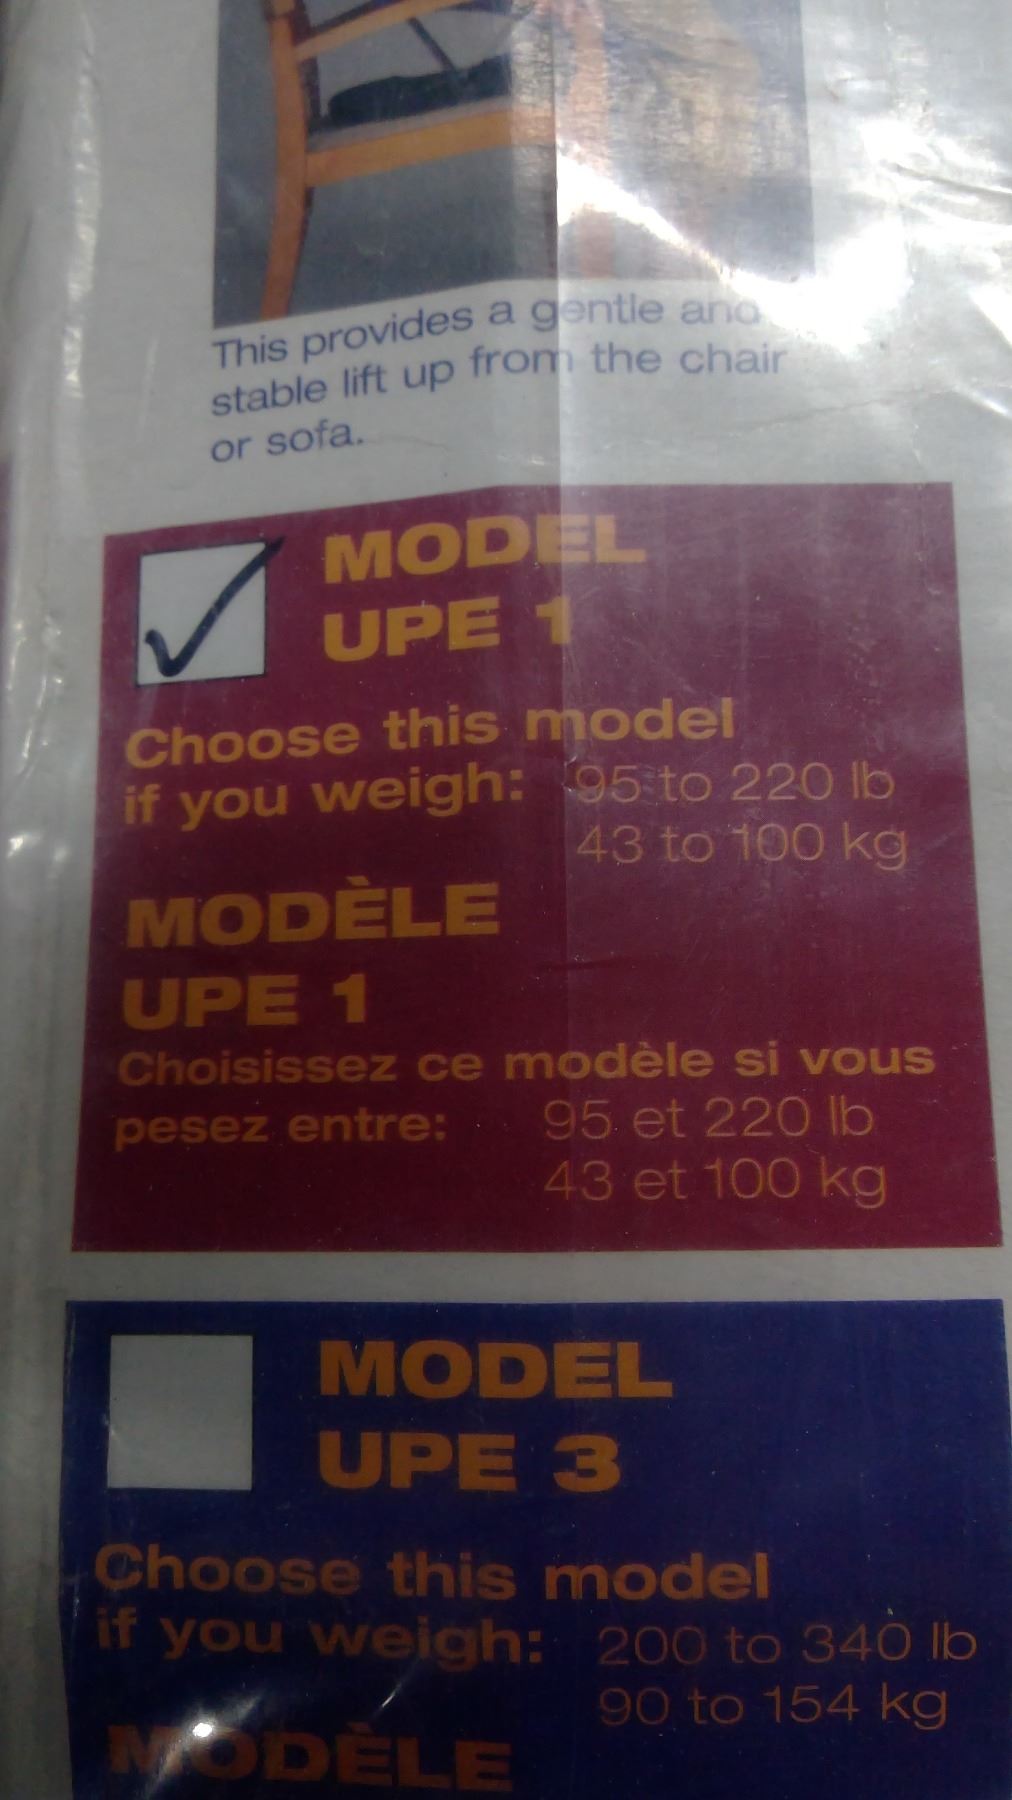 This provides a gentle and
stable lift up from the chair
or sofa.
MODEL
UPE 1
Choose this model
if you weigh: 95 to 220 lb
43 to 100 kg
MODÈLE
UPE 1
Choisissez ce modèle si vous
pesez entre: 95 et 220 lb
43 et 100 kg
MODEL
UPE 3
Choose this model
if you weigh: 200 to 340 lb
90 to 154 kg
MODÈLE